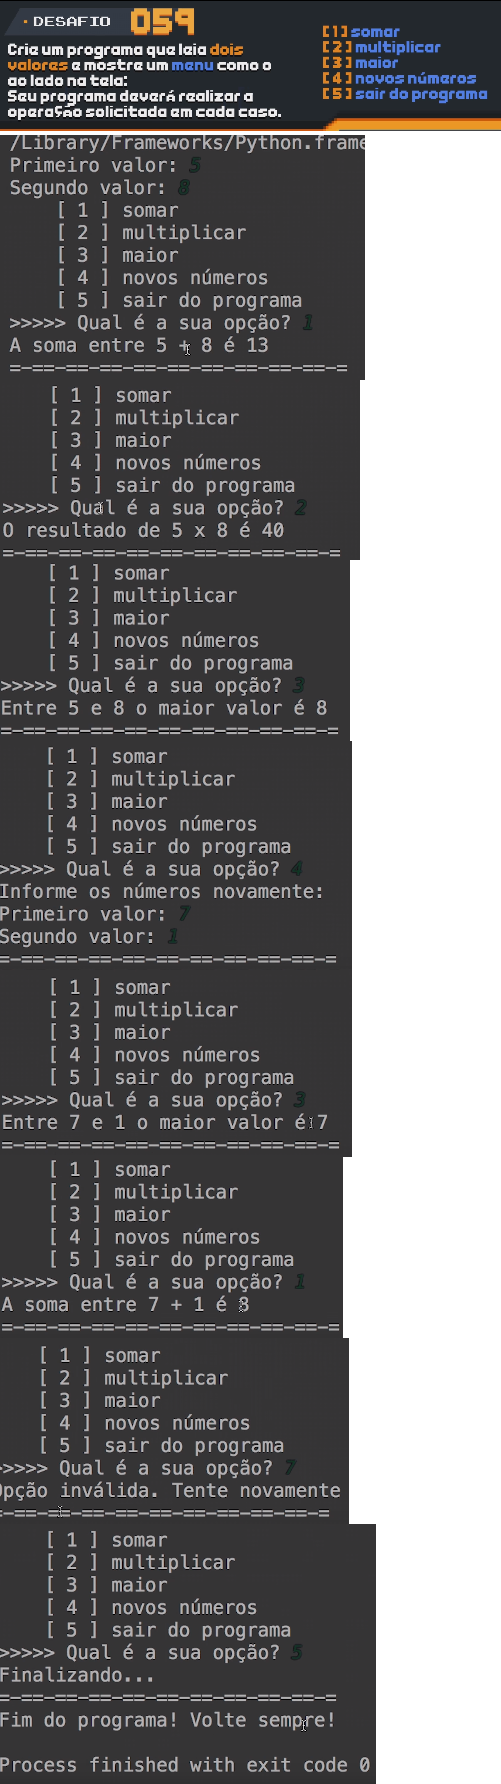 DESAFIO 059
Crie um programa que leia dois
valores e mostre um menu como o
ao lado na tela:
Seu programa deverá realizar a
operação solicitada em cada caso.
[1] somar
[2] multiplicar
[3] maior
[4] novos números
[5] sair do programa
/Library/Frameworks/Python.frame
Primeiro valor: 5
Segundo valor: 8
[ 1 ] somar
[ 2 ] multiplicar
[ 3 ] maior
[ 4 ] novos números
[ 5 ] sair do programa
>>>>> Qual é a sua opção? 1
A soma entre 5 + 8 é 13
=-==-==-==-==-==-==-==-==-==-=
[ 1 ] somar
[ 2 ] multiplicar
[ 3 ] maior
[ 4 ] novos números
[ 5 ] sair do programa
>>>>> Qual é a sua opção? 2
O resultado de 5 x 8 é 40
=-==-==-==-==-==-==-==-==-==-=
[ 1 ] somar
[ 2 ] multiplicar
[ 3 ] maior
[ 4 ] novos números
[ 5 ] sair do programa
>>>>> Qual é a sua opção? 3
Entre 5 e 8 o maior valor é 8
=-==-==-==-==-==-==-==-==-==-=
[ 1 ] somar
[ 2 ] multiplicar
[ 3 ] maior
[ 4 ] novos números
[ 5 ] sair do programa
>>>>> Qual é a sua opção? 4
Informe os números novamente:
Primeiro valor: 7
Segundo valor: 1
=-==-==-==-==-==-==-==-==-==-=
[ 1 ] somar
[ 2 ] multiplicar
[ 3 ] maior
[ 4 ] novos números
[ 5 ] sair do programa
>>>>> Qual é a sua opção? 3
Entre 7 e 1 o maior valor é 7
=-==-==-==-==-==-==-==-==-==-=
[ 1 ] somar
[ 2 ] multiplicar
[ 3 ] maior
[ 4 ] novos números
[ 5 ] sair do programa
>>>>> Qual é a sua opção? 1
A soma entre 7 + 1 é 8
=-==-==-==-==-==-==-==-==-==-=
[ 1 ] somar
[ 2 ] multiplicar
[ 3 ] maior
[ 4 ] novos números
[ 5 ] sair do programa
>>>>> Qual é a sua opção? 7
Opção inválida. Tente novamente
=-==-==-==-==-==-==-==-==-==-=
[ 1 ] somar
[ 2 ] multiplicar
[ 3 ] maior
[ 4 ] novos números
[ 5 ] sair do programa
>>>>> Qual é a sua opção? 5
Finalizando...
=-==-==-==-==-==-==-==-==-==-=
Fim do programa! Volte sempre!
Process finished with exit code 0